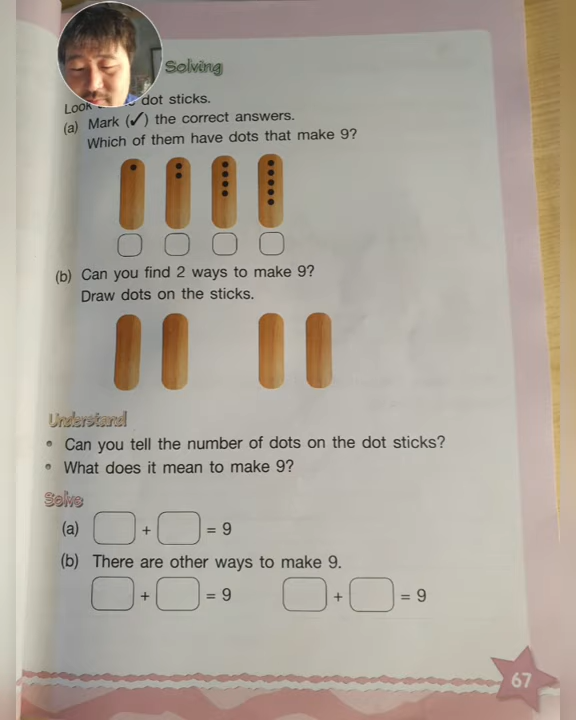 Solving
Look dot sticks.
(a) Mark (✓) the correct answers.
Which of them have dots that make 9?
(b) Can you find 2 ways to make 9?
Draw dots on the sticks.
Understand
• Can you tell the number of dots on the dot sticks?
• What does it mean to make 9?
Solve
(a) + = 9
(b) There are other ways to make 9.
+ = 9 + = 9
67